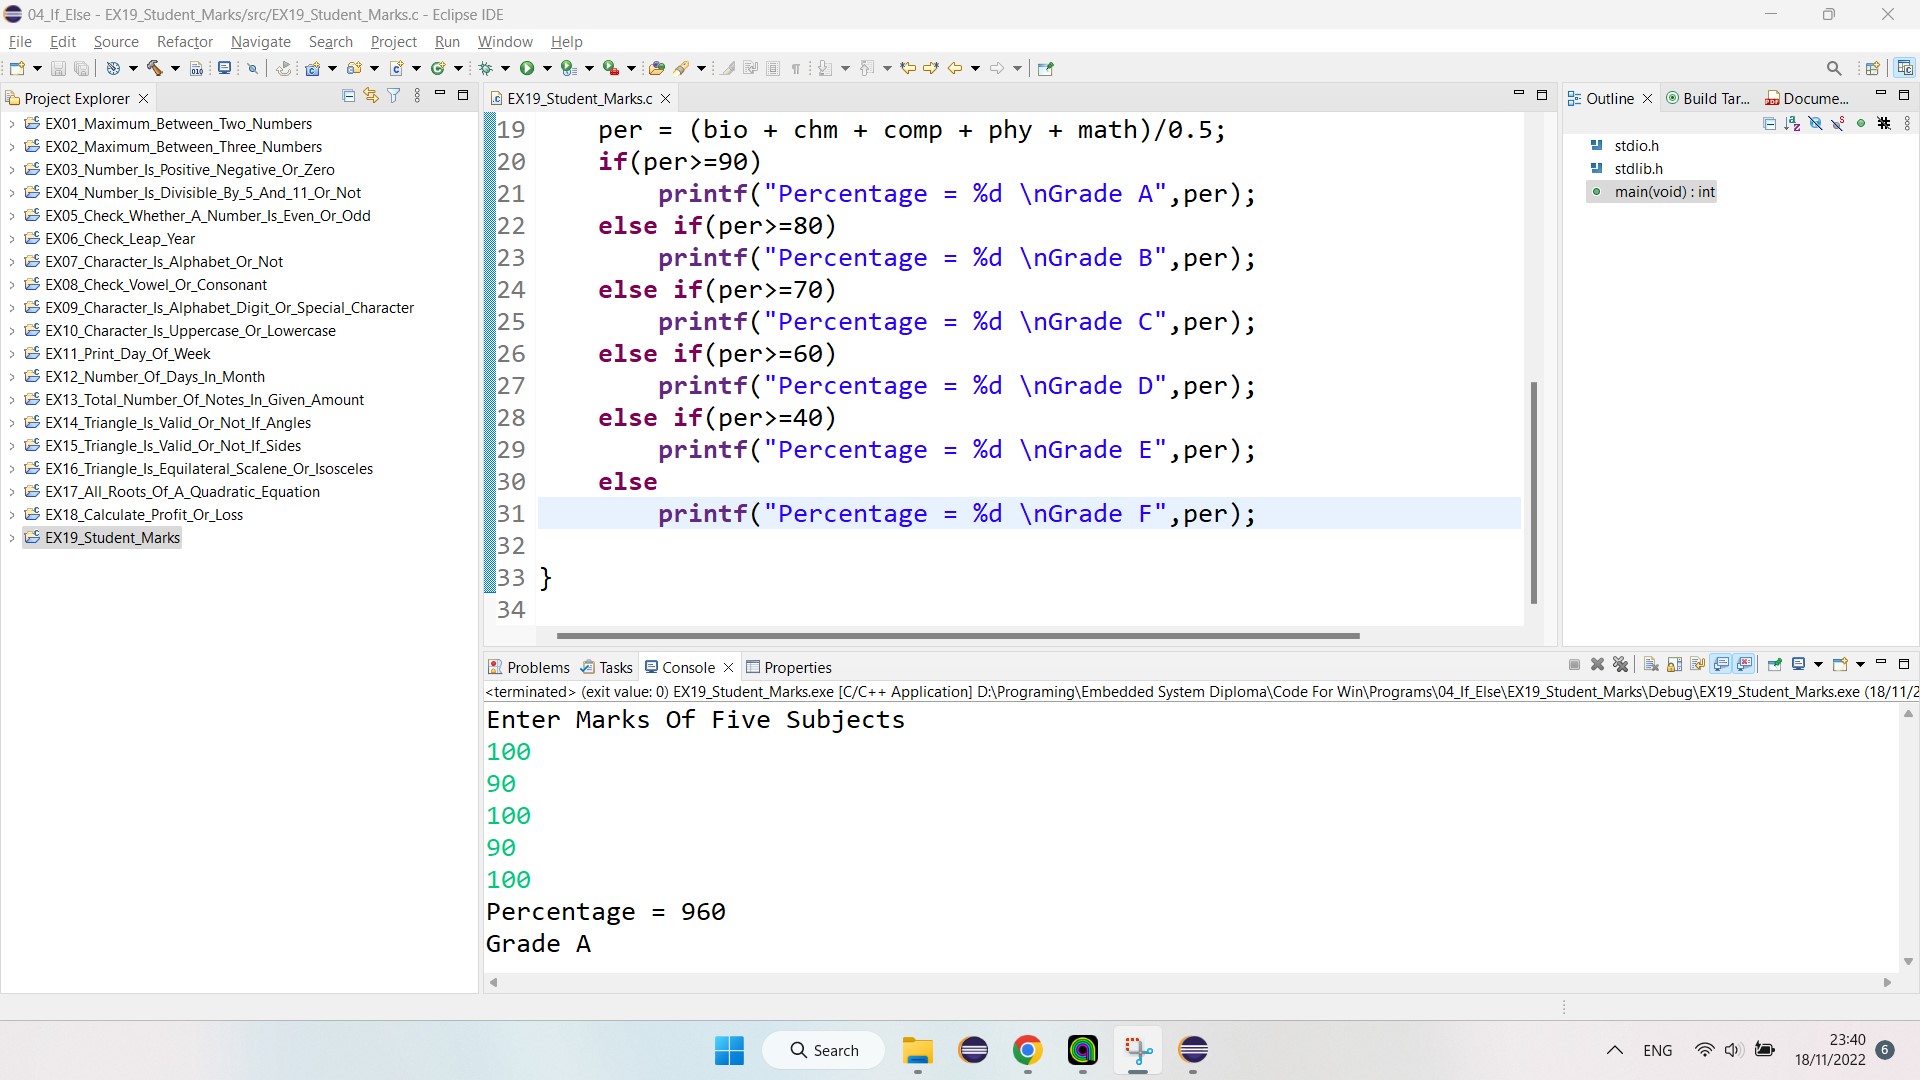 04_If_Else - EX19_Student_Marks/src/EX19_Student_Marks.c - Eclipse IDE
File Edit Source Refactor Navigate Search Project Run Window Help
Project Explorer
EX01_Maximum_Between_Two_Numbers
EX02_Maximum_Between_Three_Numbers
EX03_Number_Is_Positive_Negative_Or_Zero
EX04_Number_Is_Divisible_By_5_And_11_Or_Not
EX05_Check_Whether_A_Number_Is_Even_Or_Odd
EX06_Check_Leap_Year
EX07_Character_Is_Alphabet_Or_Not
EX08_Check_Vowel_Or_Consonant
EX09_Character_Is_Alphabet_Digit_Or_Special_Character
EX10_Character_Is_Uppercase_Or_Lowercase
EX11_Print_Day_Of_Week
EX12_Number_Of_Days_In_Month
EX13_Total_Number_Of_Notes_In_Given_Amount
EX14_Triangle_Is_Valid_Or_Not_If_Angles
EX15_Triangle_Is_Valid_Or_Not_If_Sides
EX16_Triangle_Is_Equilateral_Scalene_Or_Isosceles
EX17_All_Roots_Of_A_Quadratic_Equation
EX18_Calculate_Profit_Or_Loss
EX19_Student_Marks
EX19_Student_Marks.c
19 per = (bio + chm + comp + phy + math)/0.5;
20 if(per>=90)
21 printf("Percentage = %d \nGrade A",per);
22 else if(per>=80)
23 printf("Percentage = %d \nGrade B",per);
24 else if(per>=70)
25 printf("Percentage = %d \nGrade C",per);
26 else if(per>=60)
27 printf("Percentage = %d \nGrade D",per);
28 else if(per>=40)
29 printf("Percentage = %d \nGrade E",per);
30 else
31 printf("Percentage = %d \nGrade F",per);
32
33 }
34
Outline Build Tar... Docume...
stdio.h
stdlib.h
main(void) : int
Problems Tasks Console Properties
<terminated> (exit value: 0) EX19_Student_Marks.exe [C/C++ Application] D:\Programing\Embedded System Diploma\Code For Win\Programs\04_If_Else\EX19_Student_Marks\Debug\EX19_Student_Marks.exe (18/11/2
Enter Marks Of Five Subjects
100
90
100
90
100
Percentage = 960
Grade A
Search
ENG
23:40
18/11/2022
6